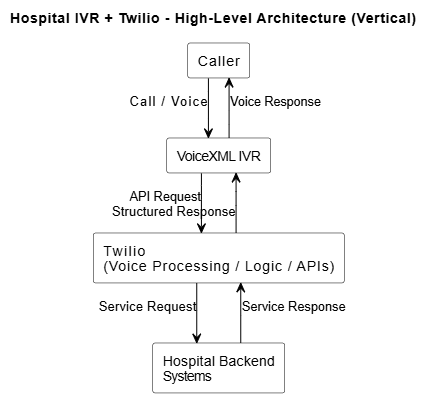 Hospital IVR + Twilio - High-Level Architecture (Vertical)
Caller
Call / Voice
Voice Response
VoiceXML IVR
API Request
Structured Response
Twilio
(Voice Processing / Logic / APIs)
Service Request
Service Response
Hospital Backend
Systems